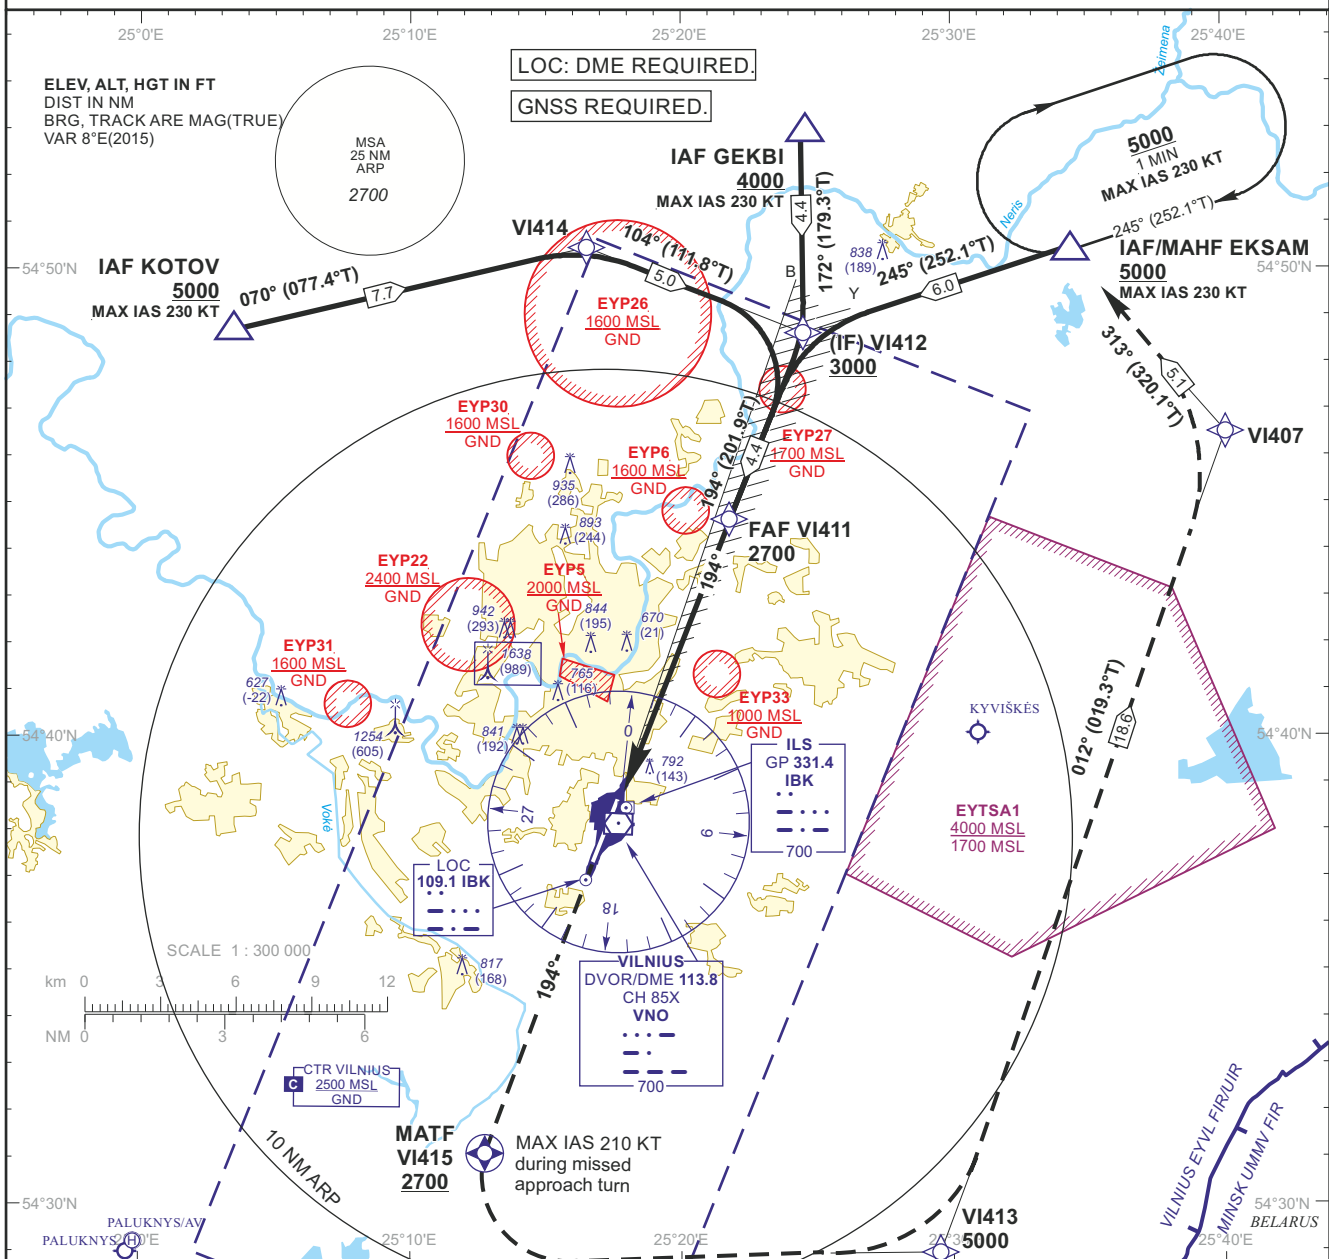 25°0'E
25°10'E
25°20'E
25°30'E
25°40'E
ELEV, ALT, HGT IN FT
DIST IN NM
BRG, TRACK ARE MAG(TRUE)
VAR 8°E(2015)
MSA
25 NM
ARP
2700
LOC: DME REQUIRED.
GNSS REQUIRED.
Žeimena
IAF GEKBI
4000
MAX IAS 230 KT
4.4
172° (179.3°T)
5000
1 MIN
MAX IAS 230 KT
Neris
245° (252.1°T)
IAF/MAHF EKSAM
5000
MAX IAS 230 KT
54°50'N
54°50'N
IAF KOTOV
5000
MAX IAS 230 KT
070° (077.4°T)
7.7
VI414
104° (111.8°T)
5.0
838
(189)
B
Y
245° (252.1°T)
6.0
EYP26
1600 MSL
GND
(IF) VI412
3000
313° (320.1°T)
5.1
VI407
EYP30
1600 MSL
GND
EYP6
1600 MSL
GND
EYP27
1700 MSL
GND
194° (201.9°T)
4.4
935
(286)
893
(244)
FAF VI411
2700
194°
EYP22
2400 MSL
GND
EYP5
2000 MSL
GND
942
(293)
844
(195)
670
(21)
1638
(989)
765
(116)
EYP31
1600 MSL
GND
627
(-22)
EYP33
1000 MSL
GND
1254
(605)
841
(192)
792
(143)
54°40'N
54°40'N
0
9
18
27
ILS
GP 331.4
IBK
700
KYVIŠKĖS
012° (019.3°T)
18.6
EYTSA1
4000 MSL
1700 MSL
Vokė
LOC
109.1 IBK
VILNIUS
DVOR/DME 113.8
CH 85X
VNO
700
817
(168)
194°
SCALE 1 : 300 000
km 0 3 6 9 12
NM 0 3 6
C
CTR VILNIUS
2500 MSL
GND
10 NM ARP
MATF
VI415
2700
MAX IAS 210 KT
during missed
approach turn
VI413
5000
VILNIUS EYVL FIR/UIR
MINSK UMMV FIR
BELARUS
54°30'N
54°30'N
PALUKNYS/AV
PALUKNYS
H
25°10'E
25°20'E
25°40'E